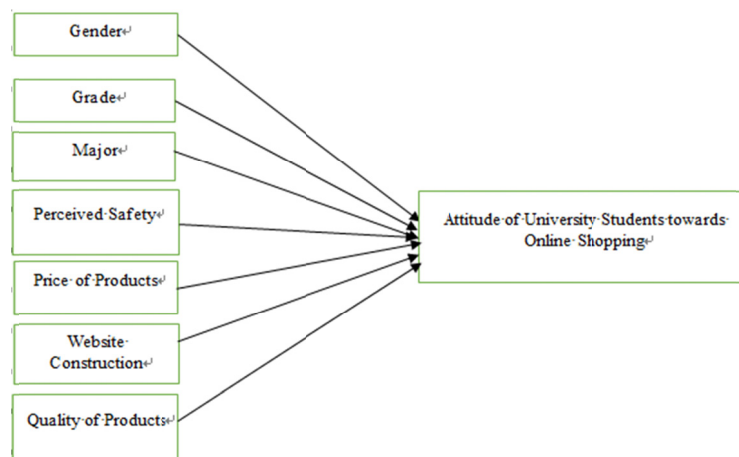 Gender
Grade
Major
Perceived Safety
Attitude of University Students towards
Online Shopping
Price of Products
Website
Construction
Quality of Products